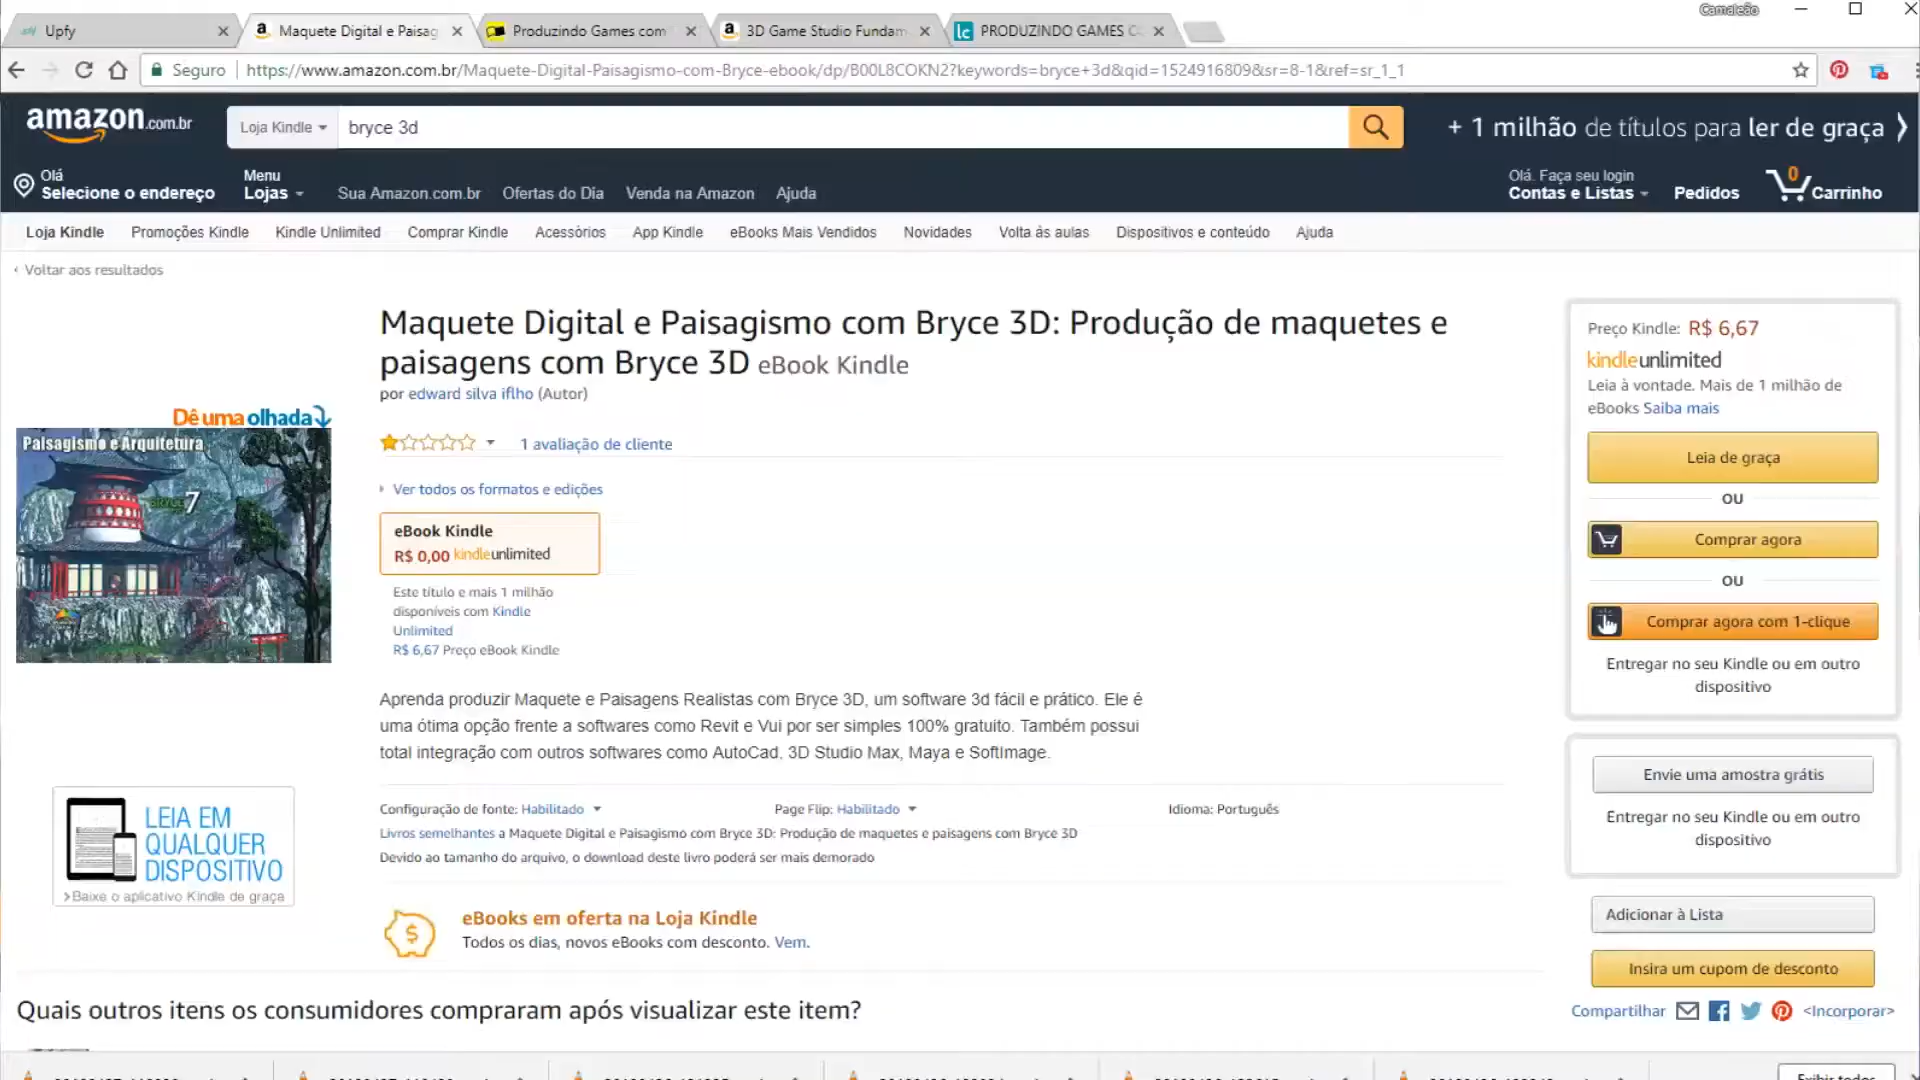 Camaleão
Upfy
Maquete Digital e Paisag
Produzindo Games com
3D Game Studio Fundam
PRODUZINDO GAMES C
Seguro
https://www.amazon.com.br/Maquete-Digital-Paisagismo-com-Bryce-ebook/dp/B00L8COKN2?keywords=bryce+3d&qid=1524916809&sr=8-1&ref=sr_1_1
amazon.com.br
Loja Kindle
bryce 3d
+ 1 milhão de títulos para ler de graça
Olá
Selecione o endereço
Menu
Lojas
Sua Amazon.com.br
Ofertas do Dia
Venda na Amazon
Ajuda
Olá. Faça seu login
Contas e Listas
Pedidos
0
Carrinho
Loja Kindle
Promoções Kindle
Kindle Unlimited
Comprar Kindle
Acessórios
App Kindle
eBooks Mais Vendidos
Novidades
Volta às aulas
Dispositivos e conteúdo
Ajuda
‹ Voltar aos resultados
Dê uma olhada
Paisagismo e Arquitetura
7
Maquete Digital e Paisagismo com Bryce 3D: Produção de maquetes e
paisagens com Bryce 3D eBook Kindle
por edward silva iflho (Autor)
1 avaliação de cliente
Ver todos os formatos e edições
eBook Kindle
R$ 0,00 kindleunlimited
Este título e mais 1 milhão
disponíveis com Kindle
Unlimited
R$ 6,67 Preço eBook Kindle
Aprenda produzir Maquete e Paisagens Realistas com Bryce 3D, um software 3d fácil e prático. Ele é
uma ótima opção frente a softwares como Revit e Vui por ser simples 100% gratuito. Também possui
total integração com outros softwares como AutoCad, 3D Studio Max, Maya e SoftImage.
Configuração de fonte: Habilitado
Page Flip: Habilitado
Idioma: Português
Livros semelhantes a Maquete Digital e Paisagismo com Bryce 3D: Produção de maquetes e paisagens com Bryce 3D
Devido ao tamanho do arquivo, o download deste livro poderá ser mais demorado
LEIA EM
QUALQUER
DISPOSITIVO
>Baixe o aplicativo Kindle de graça
$
eBooks em oferta na Loja Kindle
Todos os dias, novos eBooks com desconto. Vem.
Preço Kindle: R$ 6,67
kindleunlimited
Leia à vontade. Mais de 1 milhão de
eBooks Saiba mais
Leia de graça
OU
Comprar agora
OU
Comprar agora com 1-clique
Entregar no seu Kindle ou em outro
dispositivo
Envie uma amostra grátis
Entregar no seu Kindle ou em outro
dispositivo
Adicionar à Lista
Insira um cupom de desconto
Compartilhar
<Incorporar>
Quais outros itens os consumidores compraram após visualizar este item?
Exibir todos